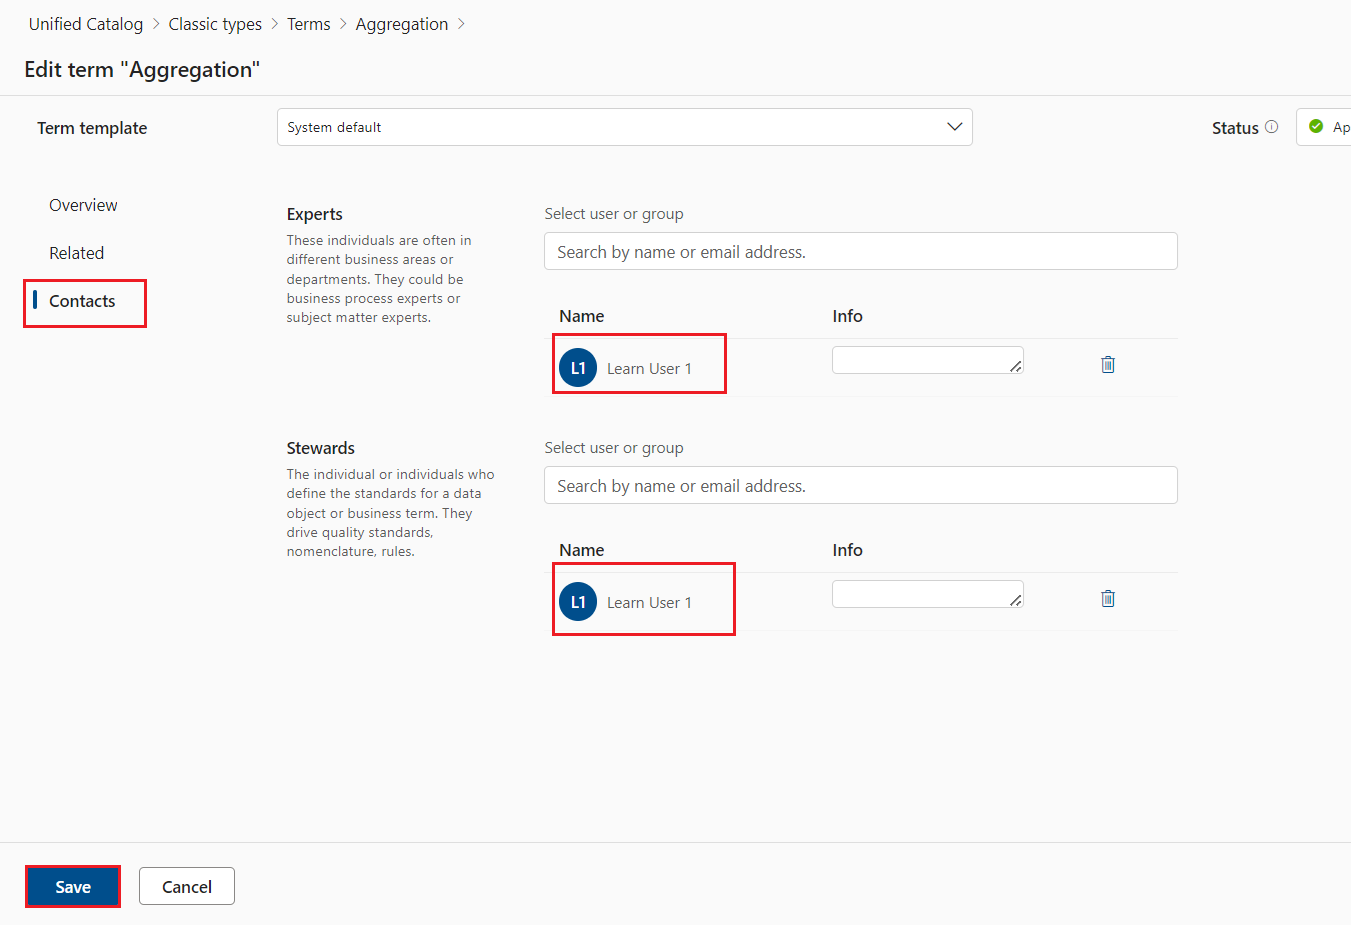 Unified Catalog > Classic types > Terms > Aggregation >
Edit term "Aggregation"
Term template
System default
Status
Ap
Overview
Related
Contacts
Experts
These individuals are often in
different business areas or
departments. They could be
business process experts or
subject matter experts.
Select user or group
Search by name or email address.
Name
Info
L1
Learn User 1
Stewards
The individual or individuals who
define the standards for a data
object or business term. They
drive quality standards,
nomenclature, rules.
Select user or group
Search by name or email address.
Name
Info
L1
Learn User 1
Save
Cancel